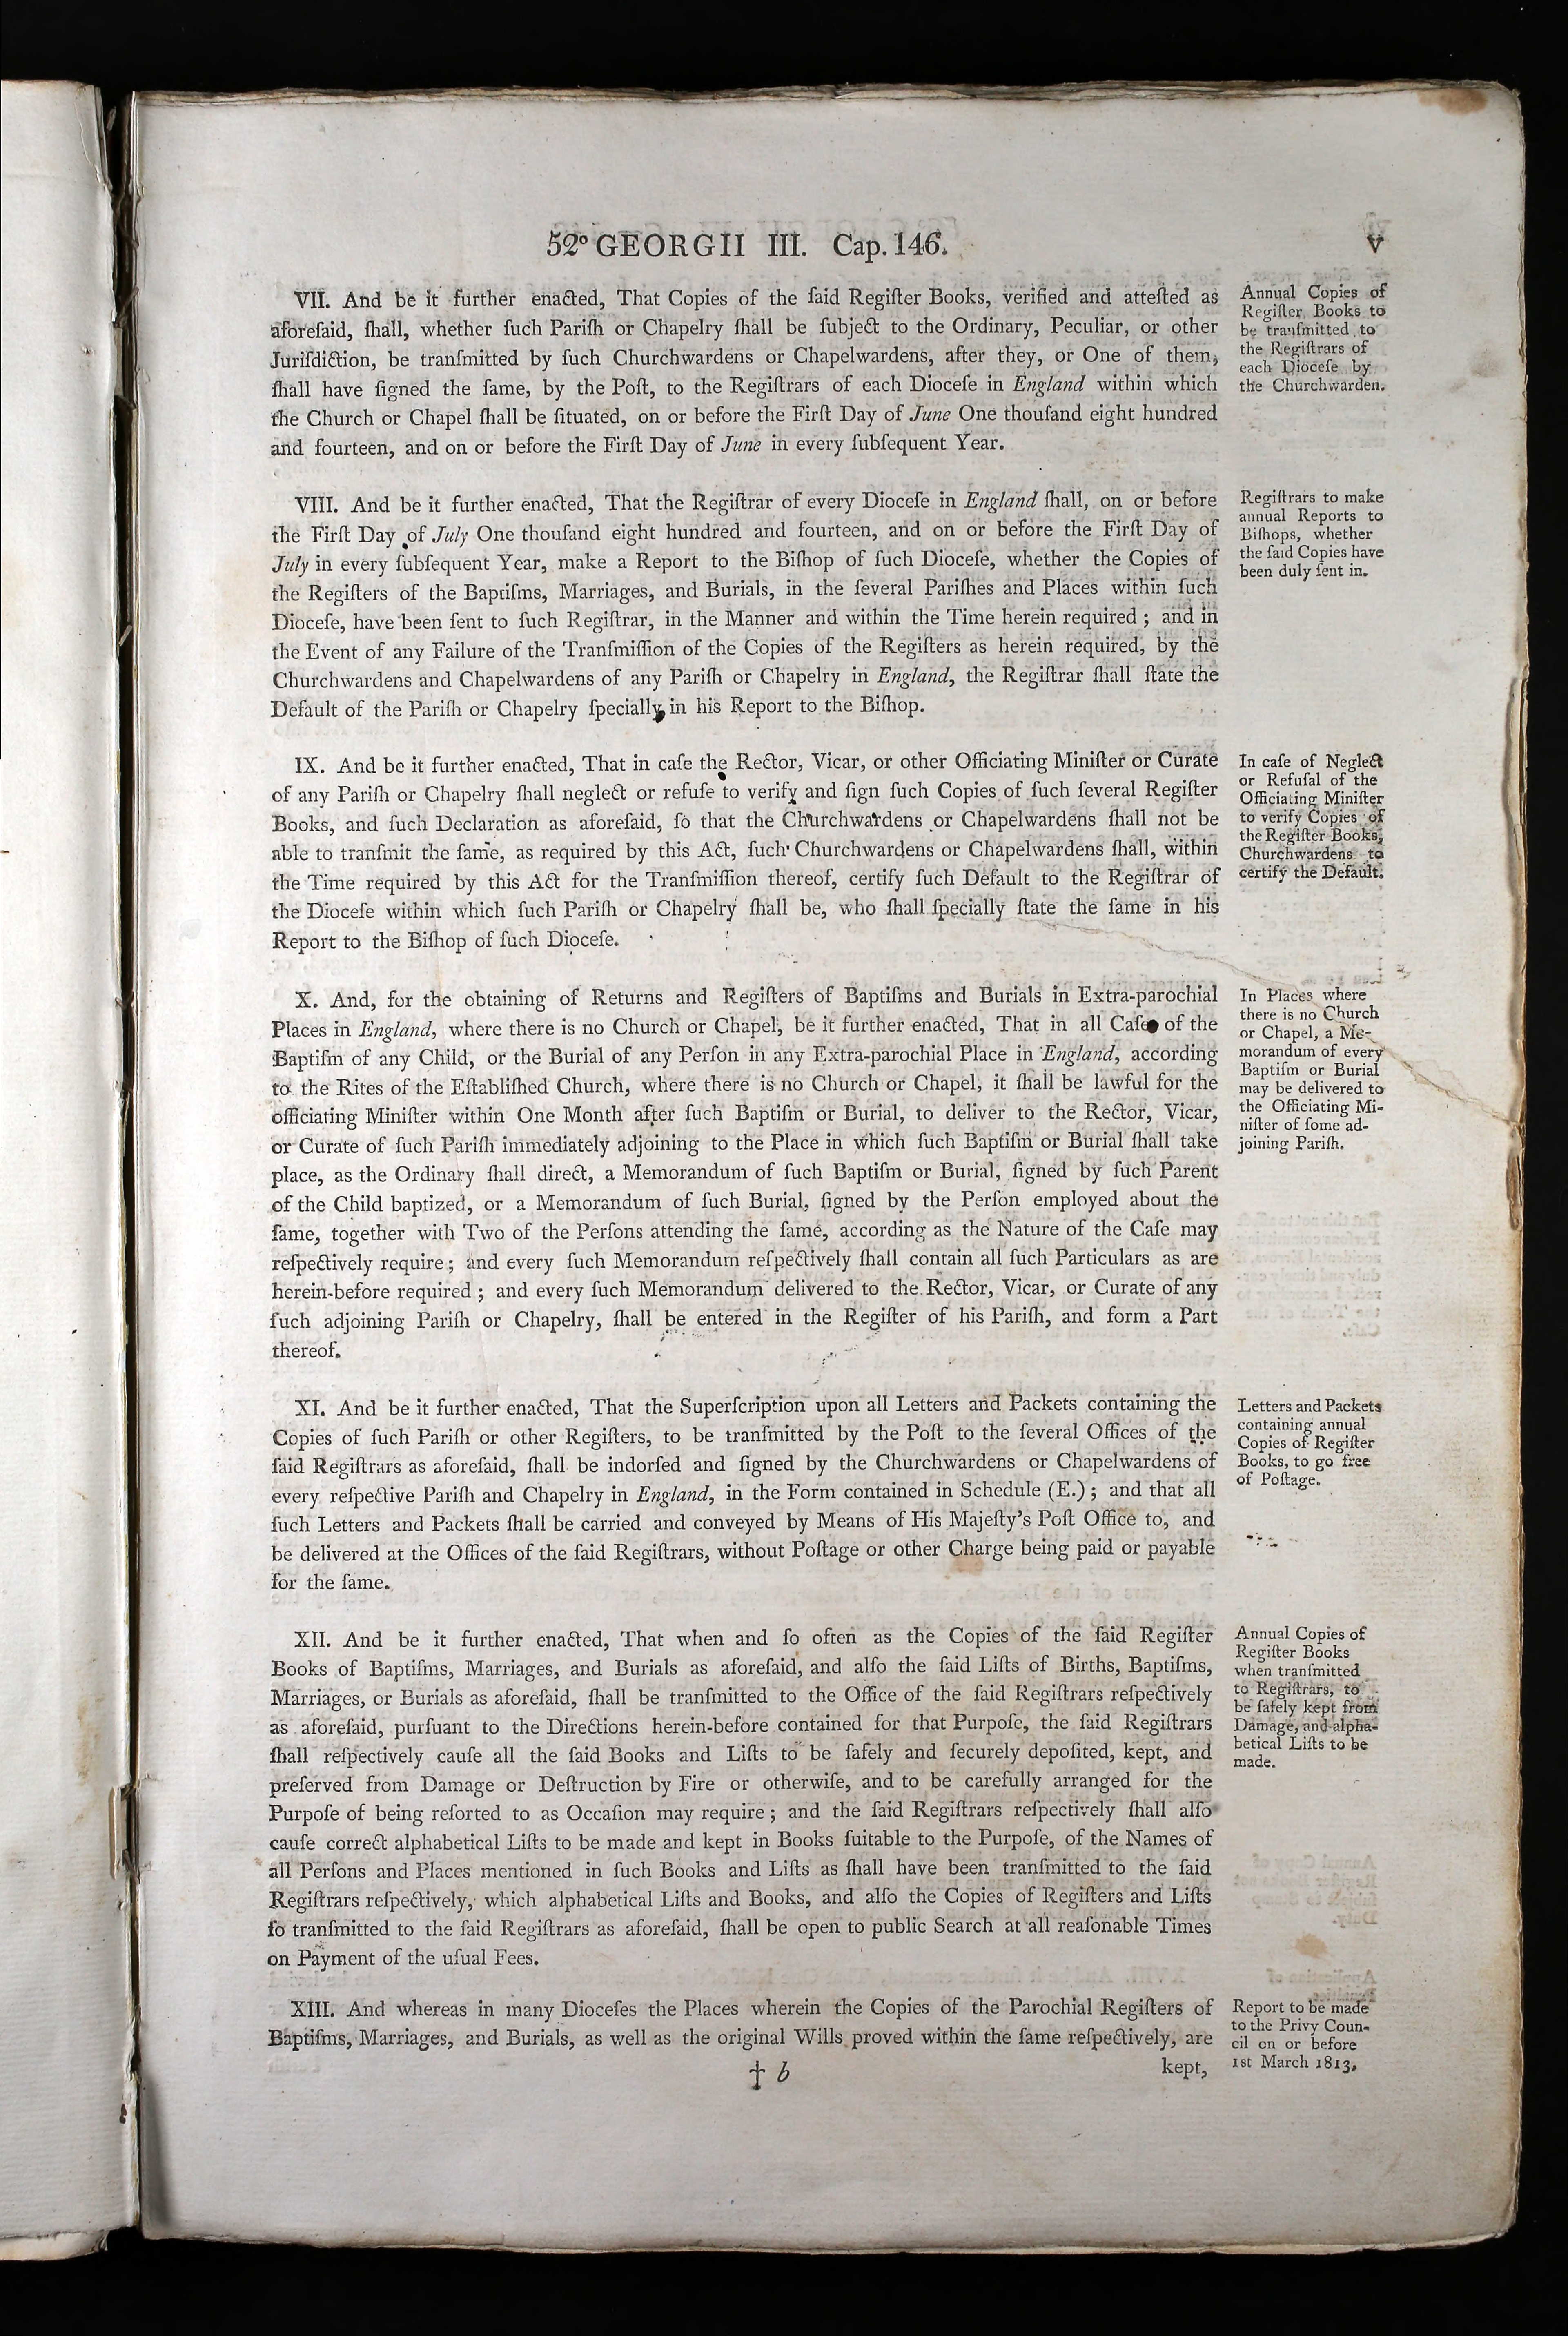 52° GEORGII III. Cap. 146.
v
VII. And be it further enacted, That Copies of the ſaid Regiſter Books, verified and atteſted as
aforeſaid, ſhall, whether ſuch Pariſh or Chapelry ſhall be ſubject to the Ordinary, Peculiar, or other
Juriſdiction, be tranſmitted by ſuch Churchwardens or Chapelwardens, after they, or One of them,
ſhall have ſigned the ſame, by the Poſt, to the Regiſtrars of each Dioceſe in England within which
the Church or Chapel ſhall be ſituated, on or before the Firſt Day of June One thouſand eight hundred
and fourteen, and on or before the Firſt Day of June in every ſubſequent Year.
Annual Copies of
Regiſter Books to
be tranſmitted to
the Regiſtrars of
each Dioceſe by
the Churchwarden.
VIII. And be it further enacted, That the Regiſtrar of every Dioceſe in England ſhall, on or before
the Firſt Day of July One thouſand eight hundred and fourteen, and on or before the Firſt Day of
July in every ſubſequent Year, make a Report to the Biſhop of ſuch Dioceſe, whether the Copies of
the Regiſters of the Baptiſms, Marriages, and Burials, in the ſeveral Pariſhes and Places within ſuch
Dioceſe, have been ſent to ſuch Regiſtrar, in the Manner and within the Time herein required; and in
the Event of any Failure of the Tranſmiſſion of the Copies of the Regiſters as herein required, by the
Churchwardens and Chapelwardens of any Pariſh or Chapelry in England, the Regiſtrar ſhall ſtate the
Default of the Pariſh or Chapelry ſpecially in his Report to the Biſhop.
Regiſtrars to make
annual Reports to
Biſhops, whether
the ſaid Copies have
been duly ſent in.
IX. And be it further enacted, That in caſe the Rector, Vicar, or other Officiating Miniſter or Curate
of any Pariſh or Chapelry ſhall neglect or refuſe to verify and ſign ſuch Copies of ſuch ſeveral Regiſter
Books, and ſuch Declaration as aforeſaid, ſo that the Churchwardens or Chapelwardens ſhall not be
able to tranſmit the ſame, as required by this Act, ſuch Churchwardens or Chapelwardens ſhall, within
the Time required by this Act for the Tranſmiſſion thereof, certify ſuch Default to the Regiſtrar of
the Dioceſe within which ſuch Pariſh or Chapelry ſhall be, who ſhall ſpecially ſtate the ſame in his
Report to the Biſhop of ſuch Dioceſe.
In caſe of Neglect
or Refuſal of the
Officiating Miniſter
to verify Copies of
the Regiſter Books,
Churchwardens to
certify the Default.
X. And, for the obtaining of Returns and Regiſters of Baptiſms and Burials in Extra-parochial
Places in England, where there is no Church or Chapel, be it further enacted, That in all Caſes of the
Baptiſm of any Child, or the Burial of any Perſon in any Extra-parochial Place in England, according
to the Rites of the Eſtabliſhed Church, where there is no Church or Chapel, it ſhall be lawful for the
officiating Miniſter within One Month after ſuch Baptiſm or Burial, to deliver to the Rector, Vicar,
or Curate of ſuch Pariſh immediately adjoining to the Place in which ſuch Baptiſm or Burial ſhall take
place, as the Ordinary ſhall direct, a Memorandum of ſuch Baptiſm or Burial, ſigned by ſuch Parent
of the Child baptized, or a Memorandum of ſuch Burial, ſigned by the Perſon employed about the
ſame, together with Two of the Perſons attending the ſame, according as the Nature of the Caſe may
reſpectively require; and every ſuch Memorandum reſpectively ſhall contain all ſuch Particulars as are
herein-before required; and every ſuch Memorandum delivered to the Rector, Vicar, or Curate of any
ſuch adjoining Pariſh or Chapelry, ſhall be entered in the Regiſter of his Pariſh, and form a Part
thereof.
In Places where
there is no Church
or Chapel, a Me-
morandum of every
Baptiſm or Burial
may be delivered to
the Officiating Mi-
niſter of ſome ad-
joining Pariſh.
XI. And be it further enacted, That the Superſcription upon all Letters and Packets containing the
Copies of ſuch Pariſh or other Regiſters, to be tranſmitted by the Poſt to the ſeveral Offices of the
ſaid Regiſtrars as aforeſaid, ſhall be indorſed and ſigned by the Churchwardens or Chapelwardens of
every reſpective Pariſh and Chapelry in England, in the Form contained in Schedule (E.); and that all
ſuch Letters and Packets ſhall be carried and conveyed by Means of His Majeſty's Poſt Office to, and
be delivered at the Offices of the ſaid Regiſtrars, without Poſtage or other Charge being paid or payable
for the ſame.
Letters and Packets
containing annual
Copies of Regiſter
Books, to go free
of Poſtage.
XII. And be it further enacted, That when and ſo often as the Copies of the ſaid Regiſter
Books of Baptiſms, Marriages, and Burials as aforeſaid, and alſo the ſaid Liſts of Births, Baptiſms,
Marriages, or Burials as aforeſaid, ſhall be tranſmitted to the Office of the ſaid Regiſtrars reſpectively
as aforeſaid, purſuant to the Directions herein-before contained for that Purpoſe, the ſaid Regiſtrars
ſhall reſpectively cauſe all the ſaid Books and Liſts to be ſafely and ſecurely depoſited, kept, and
preſerved from Damage or Deſtruction by Fire or otherwiſe, and to be carefully arranged for the
Purpoſe of being reſorted to as Occaſion may require; and the ſaid Regiſtrars reſpectively ſhall alſo
cauſe correct alphabetical Liſts to be made and kept in Books ſuitable to the Purpoſe, of the Names of
all Perſons and Places mentioned in ſuch Books and Liſts as ſhall have been tranſmitted to the ſaid
Regiſtrars reſpectively, which alphabetical Liſts and Books, and alſo the Copies of Regiſters and Liſts
ſo tranſmitted to the ſaid Regiſtrars as aforeſaid, ſhall be open to public Search at all reaſonable Times
on Payment of the uſual Fees.
Annual Copies of
Regiſter Books
when tranſmitted
to Regiſtrars, to
be ſafely kept from
Damage, and alpha-
betical Liſts to be
made.
XIII. And whereas in many Dioceſes the Places wherein the Copies of the Parochial Regiſters of
Baptiſms, Marriages, and Burials, as well as the original Wills proved within the ſame reſpectively, are
Report to be made
to the Privy Coun-
cil on or before
1st March 1813.
† b
kept,